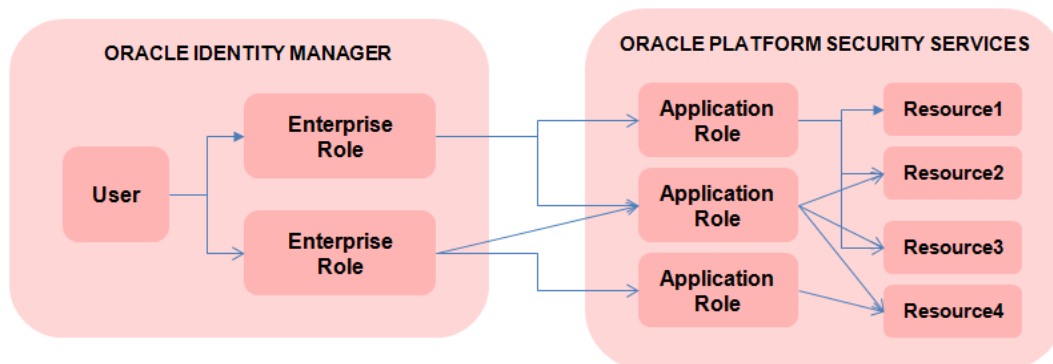 ORACLE IDENTITY MANAGER
User
Enterprise
Role
Enterprise
Role
ORACLE PLATFORM SECURITY SERVICES
Application
Role
Application
Role
Application
Role
Resource1
Resource2
Resource3
Resource4